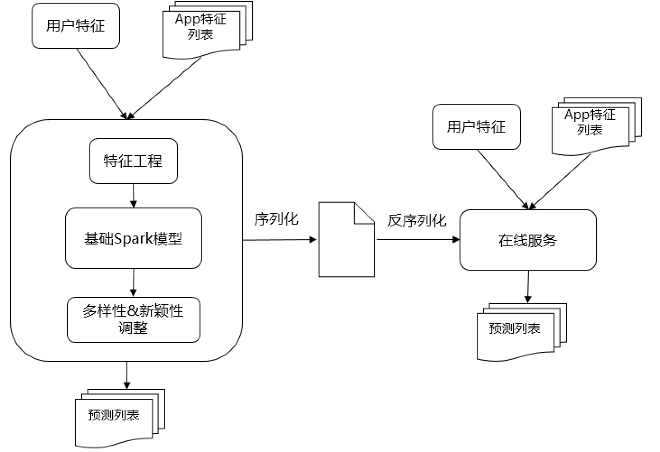 用户特征
App特征
列表
特征工程
基础Spark模型
多样性&新颖性
调整
预测列表
序列化
反序列化
用户特征
App特征
列表
在线服务
预测列表